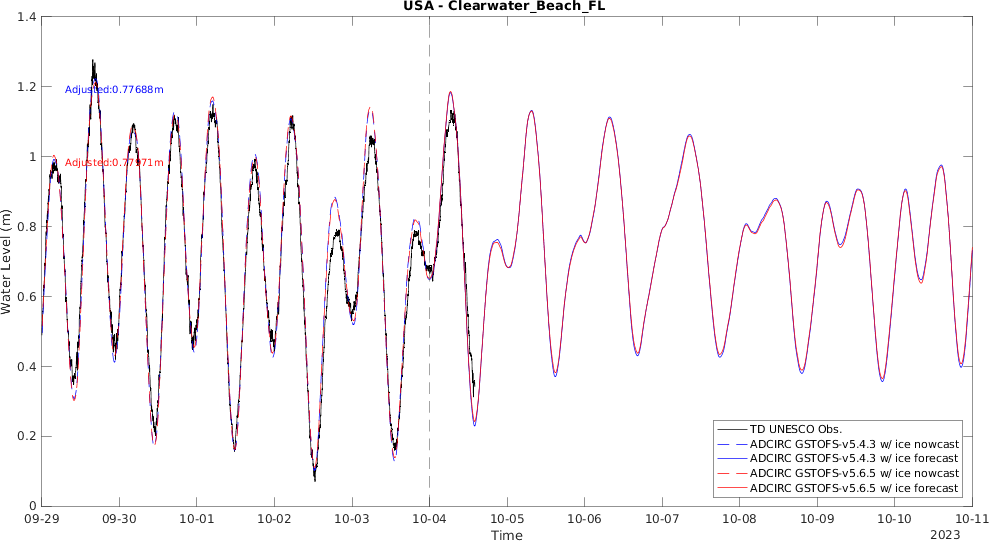 USA - Clearwater_Beach_FL
1.4
1.2
1
0.8
0.6
0.4
0.2
0
Water Level (m)
Adjusted:0.77688m
Adjusted:0.77971m
TD UNESCO Obs.
ADCIRC GSTOFS-v5.4.3 w/ ice nowcast
ADCIRC GSTOFS-v5.4.3 w/ ice forecast
ADCIRC GSTOFS-v5.6.5 w/ ice nowcast
ADCIRC GSTOFS-v5.6.5 w/ ice forecast
09-29 09-30 10-01 10-02 10-03 10-04 10-05 10-06 10-07 10-08 10-09 10-10 10-11
Time
2023